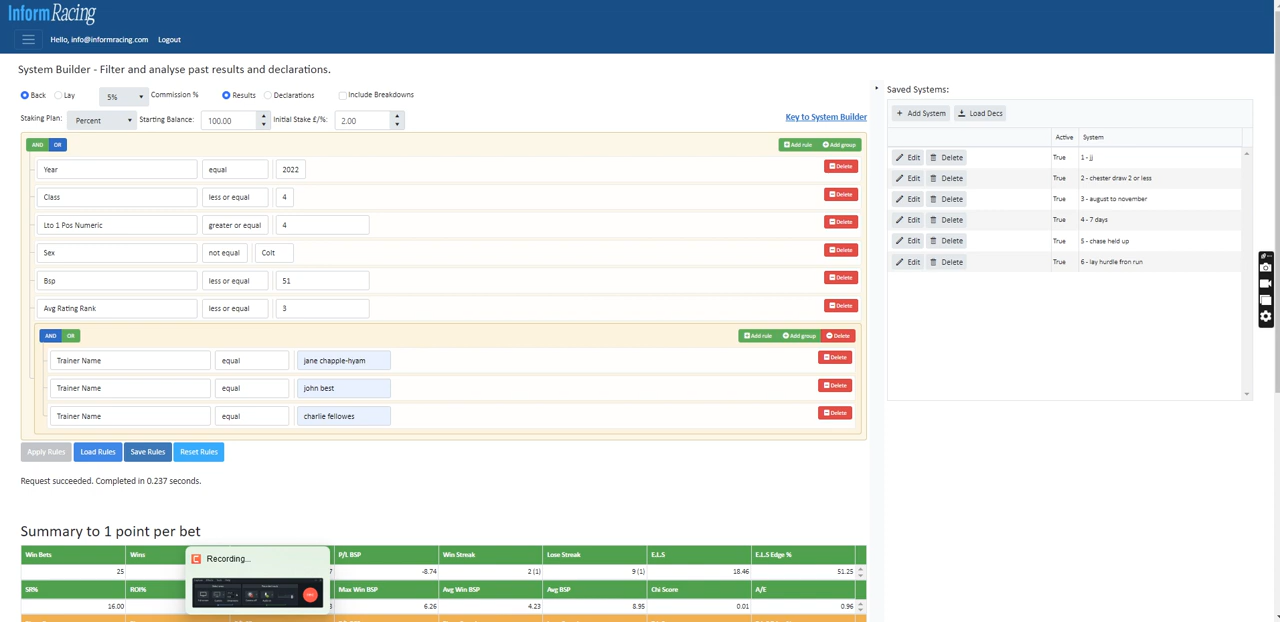 InformRacing
Hello, info@informracing.com Logout
System Builder - Filter and analyse past results and declarations.
Back Lay 5% Commission % Results Declarations Include Breakdowns
Staking Plan: Percent Starting Balance: 100.00 Initial Stake £/%: 2.00
Key to System Builder
AND OR Add rule Add group
Year equal 2022 Delete
Class less or equal 4 Delete
Lto 1 Pos Numeric greater or equal 4 Delete
Sex not equal Colt Delete
Bsp less or equal 51 Delete
Avg Rating Rank less or equal 3 Delete
AND OR Add rule Add group Delete
Trainer Name equal jane chapple-hyam Delete
Trainer Name equal john best Delete
Trainer Name equal charlie fellowes Delete
Apply Rules Load Rules Save Rules Reset Rules
Request succeeded. Completed in 0.237 seconds.
Summary to 1 point per bet
Win Bets Wins P/L BSP Win Streak Lose Streak E.L.S E.L.S Edge %
25 -8.74 2 (1) 9 (1) 18.46 51.25
SR% ROI% Max Win BSP Avg Win BSP Avg BSP Chi Score A/E
16.00 6.26 4.23 8.95 0.01 0.96
Recording...
Saved Systems:
Add System Load Decs
Active System
Edit Delete True 1 - jj
Edit Delete True 2 - chester draw 2 or less
Edit Delete True 3 - august to november
Edit Delete True 4 - 7 days
Edit Delete True 5 - chase held up
Edit Delete True 6 - lay hurdle fron run